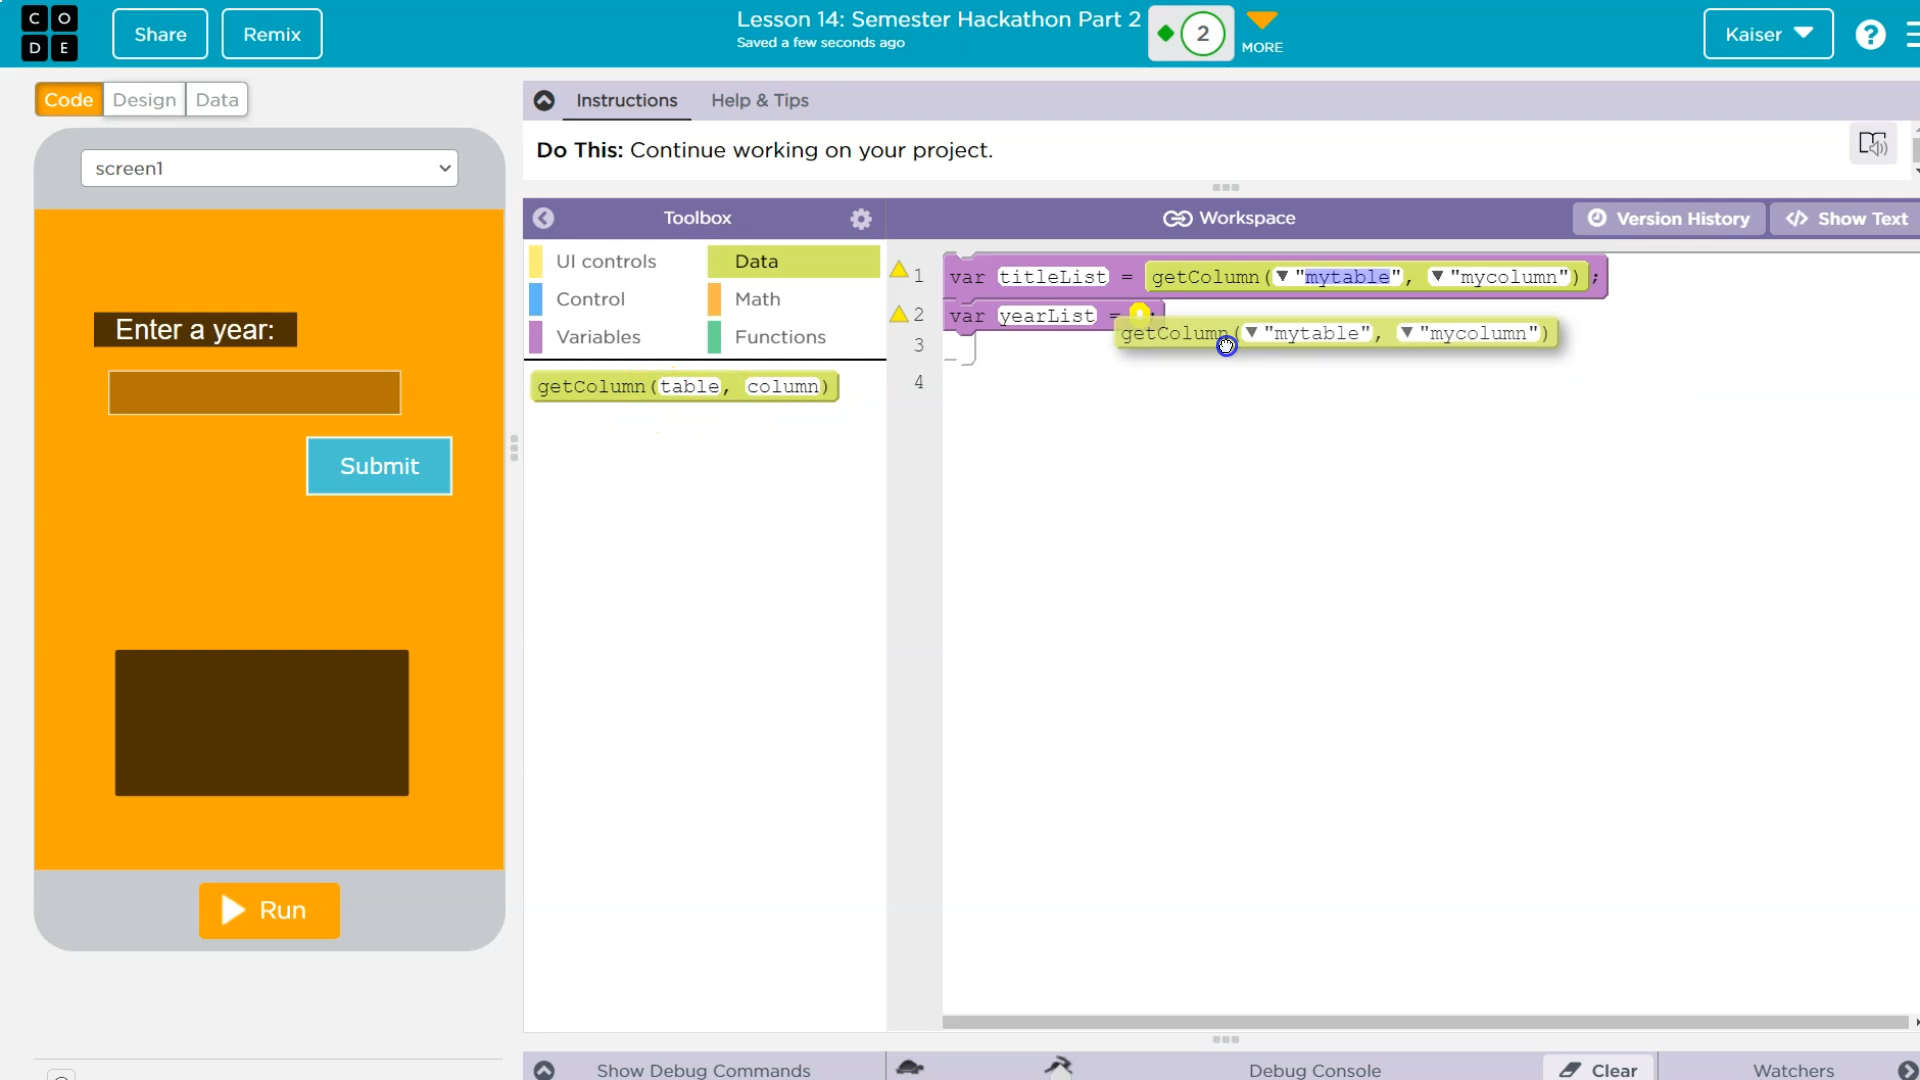 C O
D E
Share
Remix
Lesson 14: Semester Hackathon Part 2
Saved a few seconds ago
2
MORE
Kaiser
?
Code Design Data
Instructions
Help & Tips
screen1
Do This: Continue working on your project.
Toolbox
Workspace
Version History
Show Text
UI controls
Data
Control
Math
Variables
Functions
getColumn(table, column)
1 var titleList = getColumn("mytable", "mycolumn");
2 var yearList = ;
getColumn("mytable", "mycolumn")
3
4
Enter a year:
Submit
Run
Show Debug Commands
Debug Console
Clear
Watchers